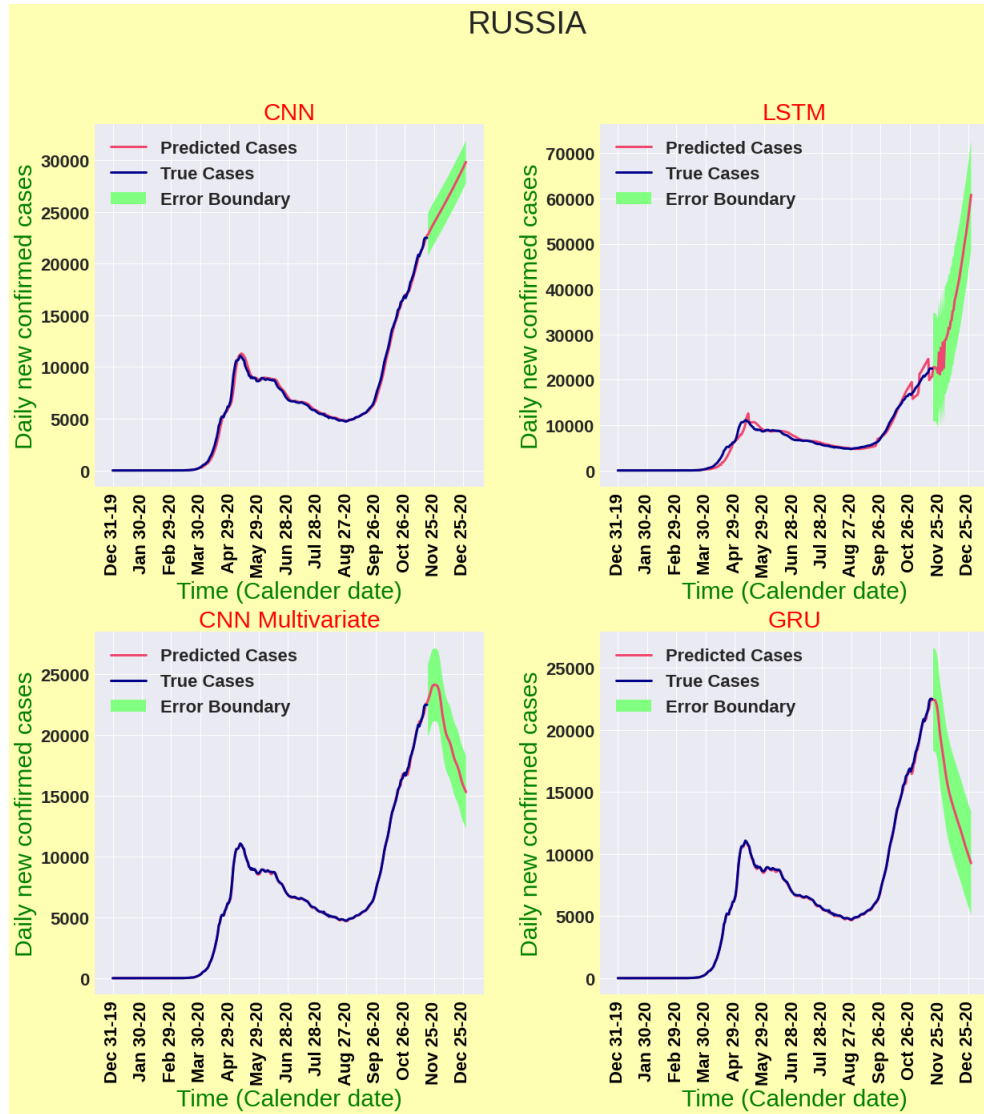 RUSSIA
CNN
Predicted Cases
True Cases
Error Boundary
Daily new confirmed cases
30000
25000
20000
15000
10000
5000
0
Dec 31-19
Jan 30-20
Feb 29-20
Mar 30-20
Apr 29-20
May 29-20
Jun 28-20
Jul 28-20
Aug 27-20
Sep 26-20
Oct 26-20
Nov 25-20
Dec 25-20
Time (Calender date)
LSTM
Predicted Cases
True Cases
Error Boundary
Daily new confirmed cases
70000
60000
50000
40000
30000
20000
10000
0
Dec 31-19
Jan 30-20
Feb 29-20
Mar 30-20
Apr 29-20
May 29-20
Jun 28-20
Jul 28-20
Aug 27-20
Sep 26-20
Oct 26-20
Nov 25-20
Dec 25-20
Time (Calender date)
CNN Multivariate
Predicted Cases
True Cases
Error Boundary
Daily new confirmed cases
25000
20000
15000
10000
5000
0
Dec 31-19
Jan 30-20
Feb 29-20
Mar 30-20
Apr 29-20
May 29-20
Jun 28-20
Jul 28-20
Aug 27-20
Sep 26-20
Oct 26-20
Nov 25-20
Dec 25-20
Time (Calender date)
GRU
Predicted Cases
True Cases
Error Boundary
Daily new confirmed cases
25000
20000
15000
10000
5000
0
Dec 31-19
Jan 30-20
Feb 29-20
Mar 30-20
Apr 29-20
May 29-20
Jun 28-20
Jul 28-20
Aug 27-20
Sep 26-20
Oct 26-20
Nov 25-20
Dec 25-20
Time (Calender date)